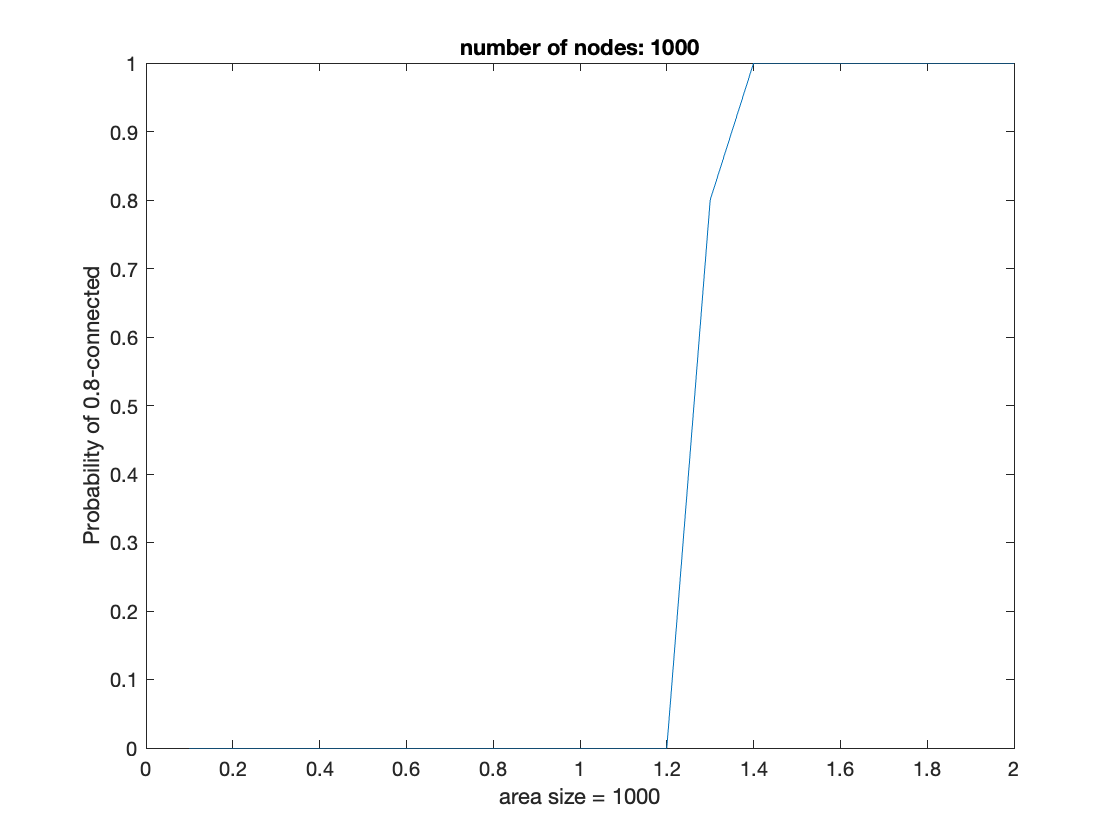 number of nodes: 1000
1
0.9
0.8
0.7
0.6
0.5
0.4
0.3
0.2
0.1
0
Probability of 0.8-connected
0 0.2 0.4 0.6 0.8 1 1.2 1.4 1.6 1.8 2
area size = 1000